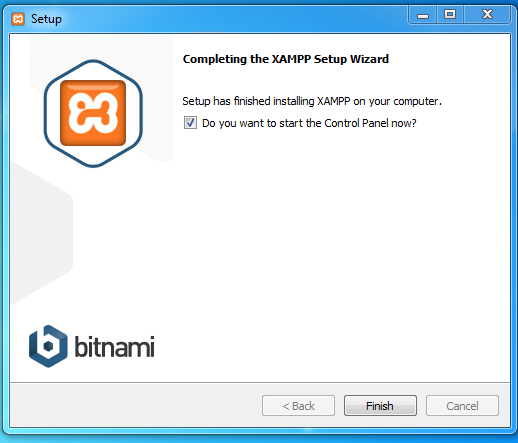 Setup
Completing the XAMPP Setup Wizard
Setup has finished installing XAMPP on your computer.
Do you want to start the Control Panel now?
bitnami
< Back
Finish
Cancel